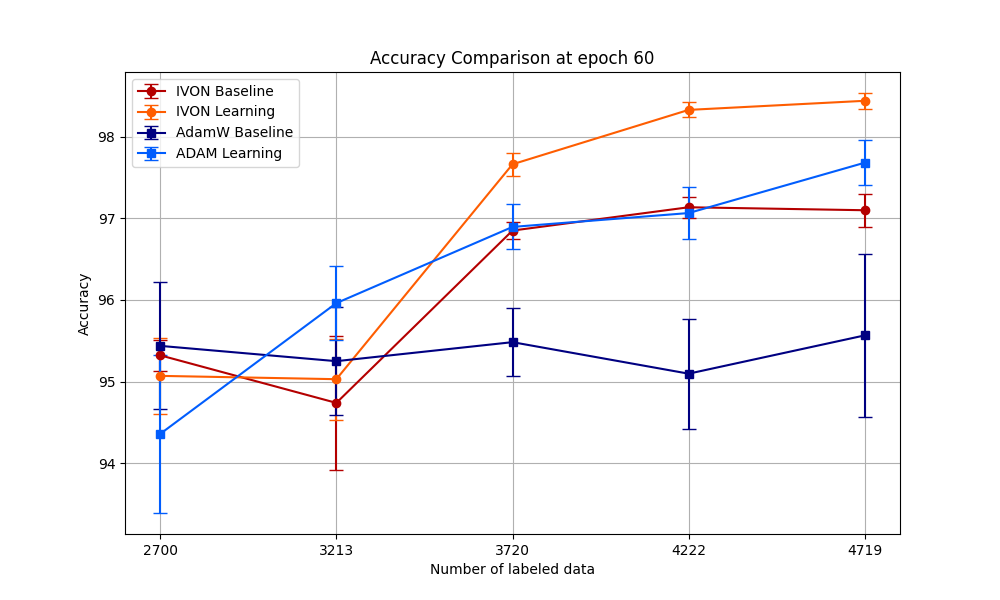 Accuracy Comparison at epoch 60
IVON Baseline
IVON Learning
AdamW Baseline
ADAM Learning
Accuracy
98
97
96
95
94
2700 3213 3720 4222 4719
Number of labeled data